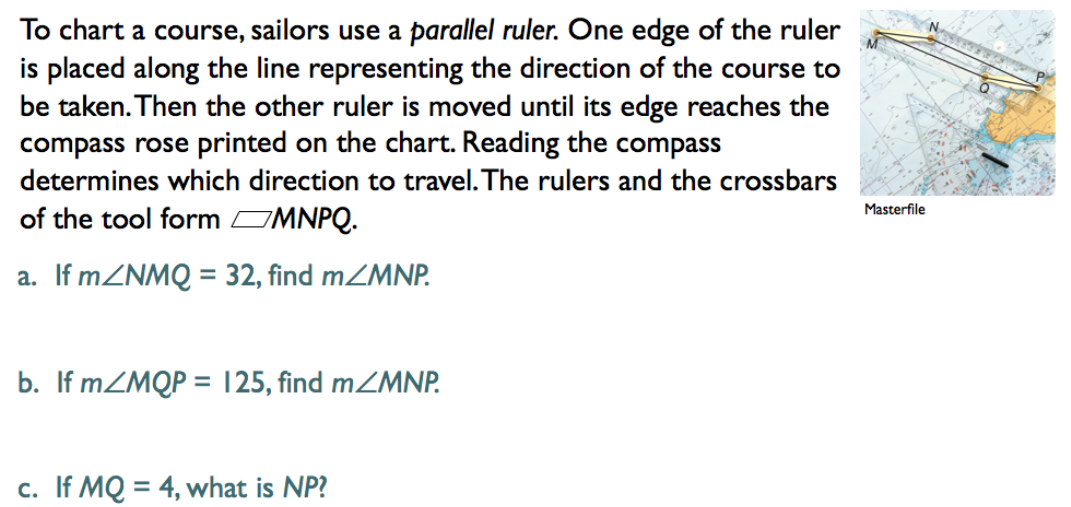 To chart a course, sailors use a parallel ruler. One edge of the ruler
is placed along the line representing the direction of the course to
be taken. Then the other ruler is moved until its edge reaches the
compass rose printed on the chart. Reading the compass
determines which direction to travel. The rulers and the crossbars
of the tool form ▱MNPQ.
M
N
Q
P
Masterfile
a. If m∠NMQ = 32, find m∠MNP.
b. If m∠MQP = 125, find m∠MNP.
c. If MQ = 4, what is NP?